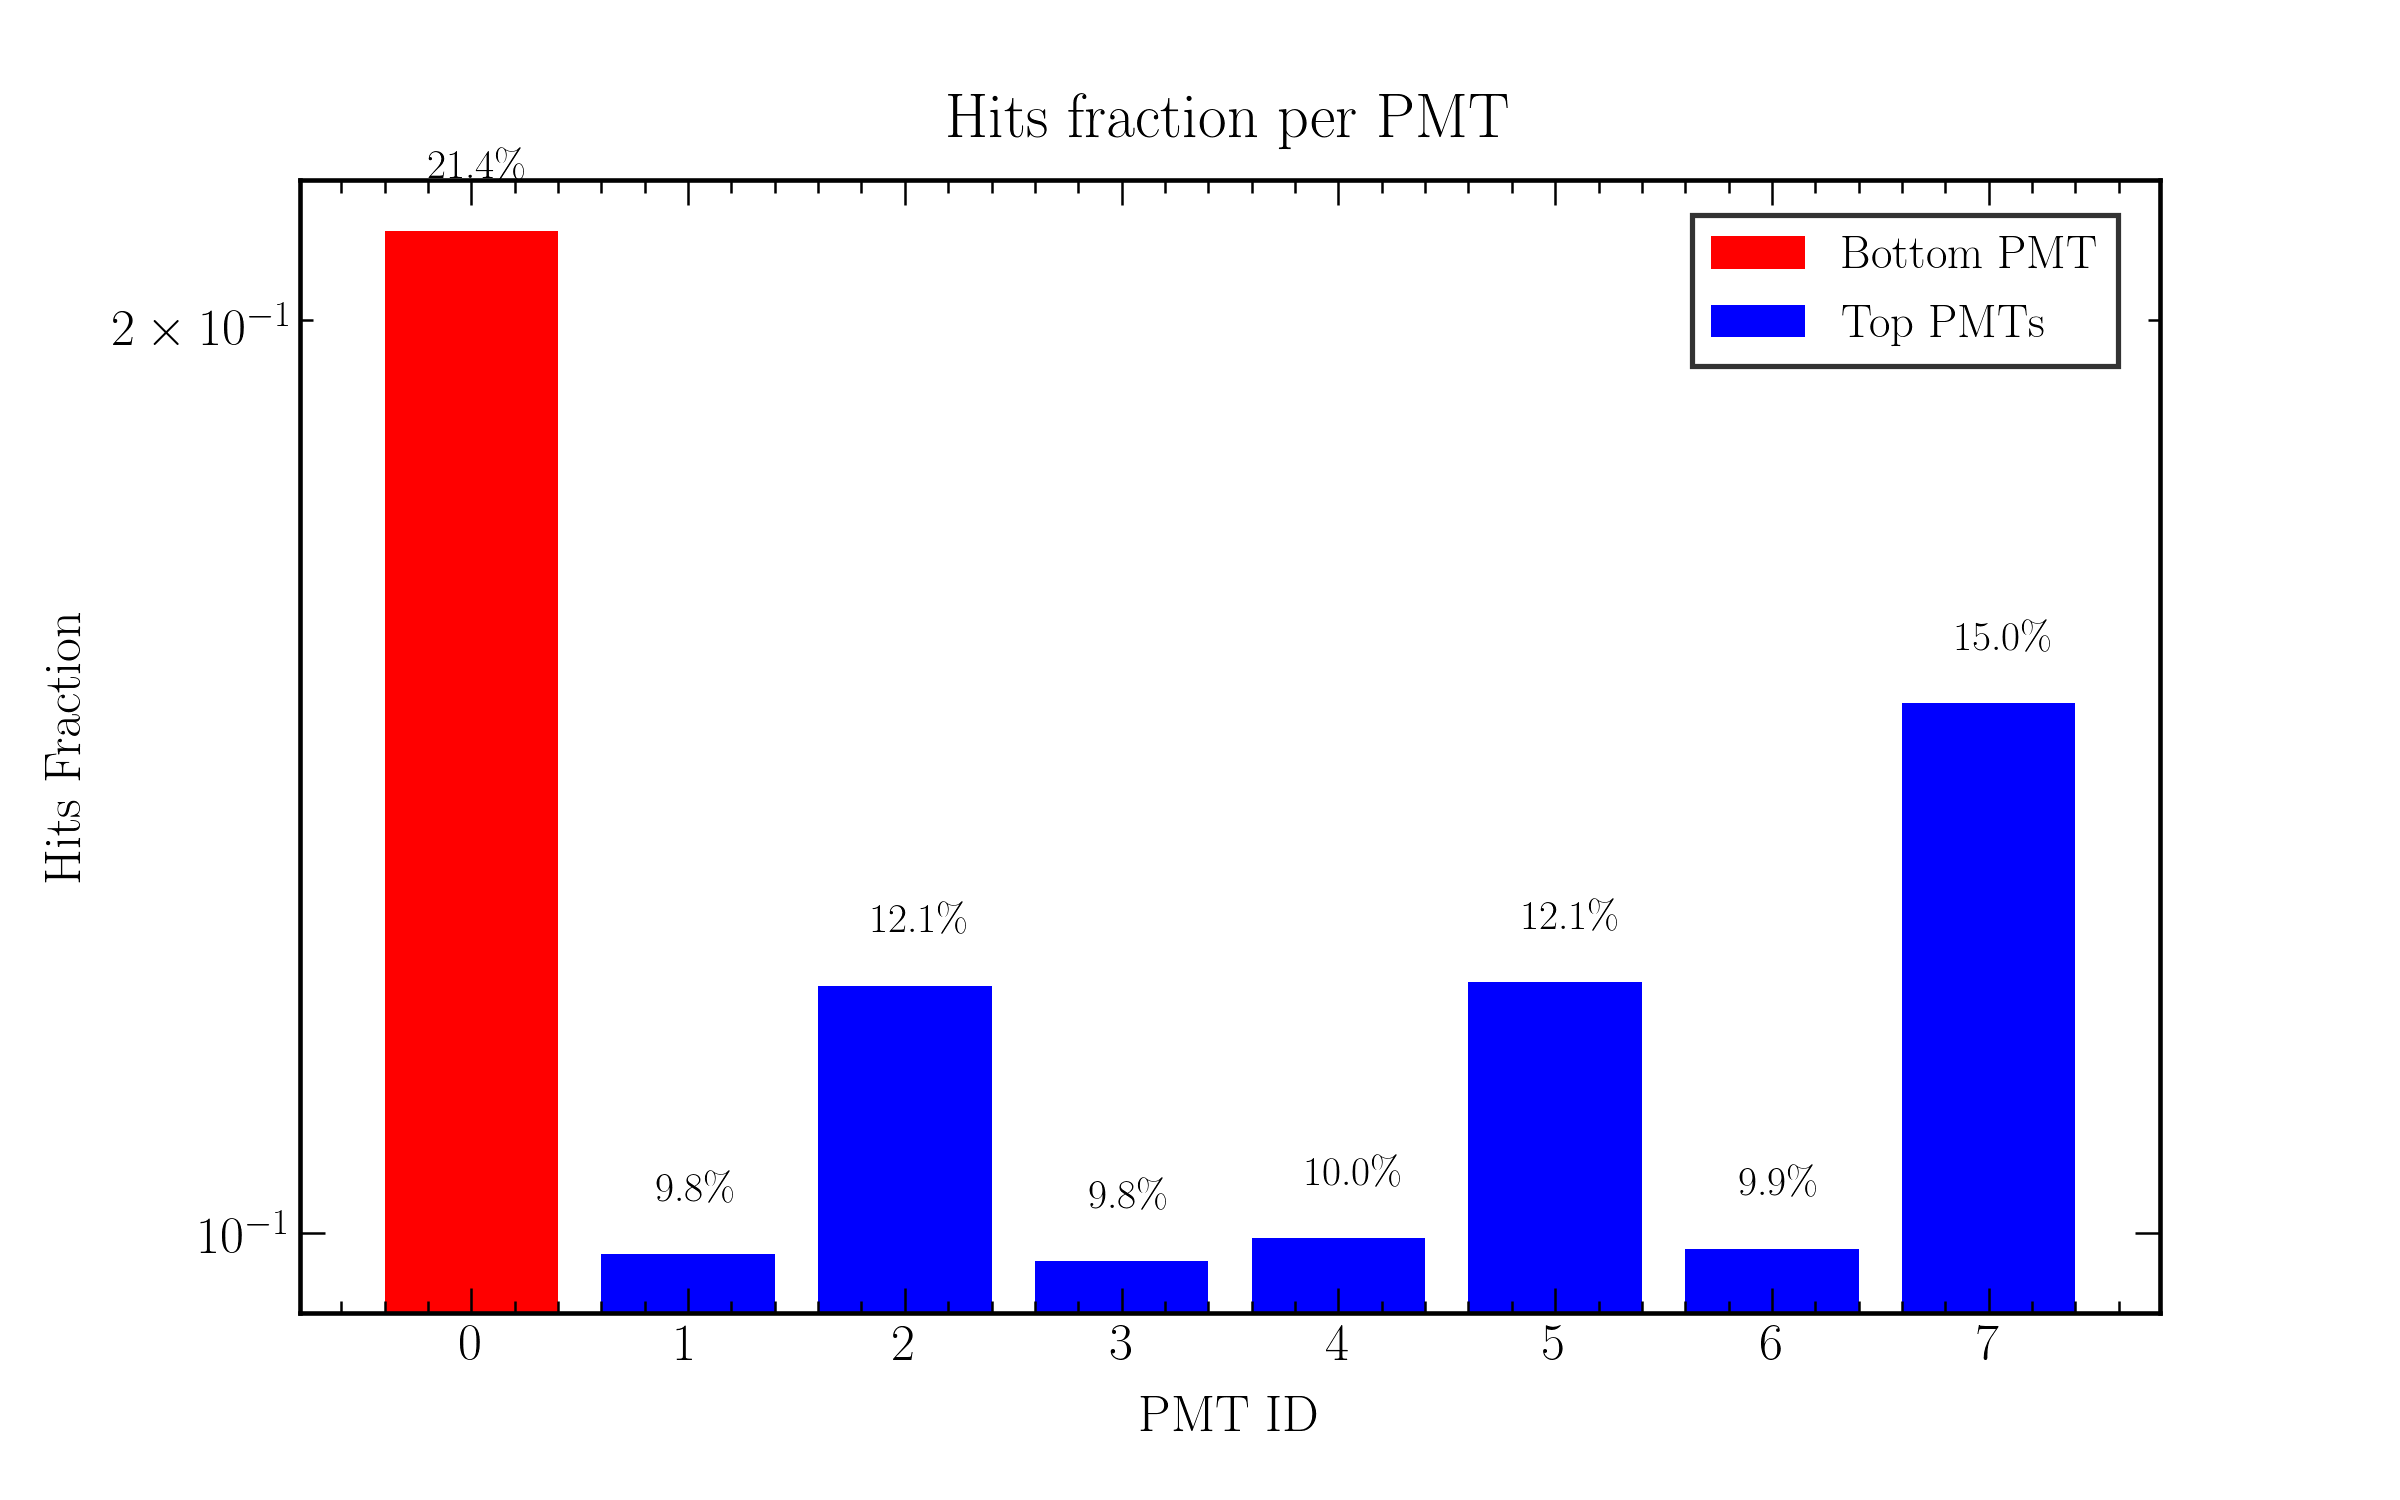 Hits fraction per PMT
21.4%
Bottom PMT
Top PMTs
2 × 10⁻¹
15.0%
12.1%
12.1%
9.8%
9.8%
10.0%
9.9%
10⁻¹
Hits Fraction
0 1 2 3 4 5 6 7
PMT ID